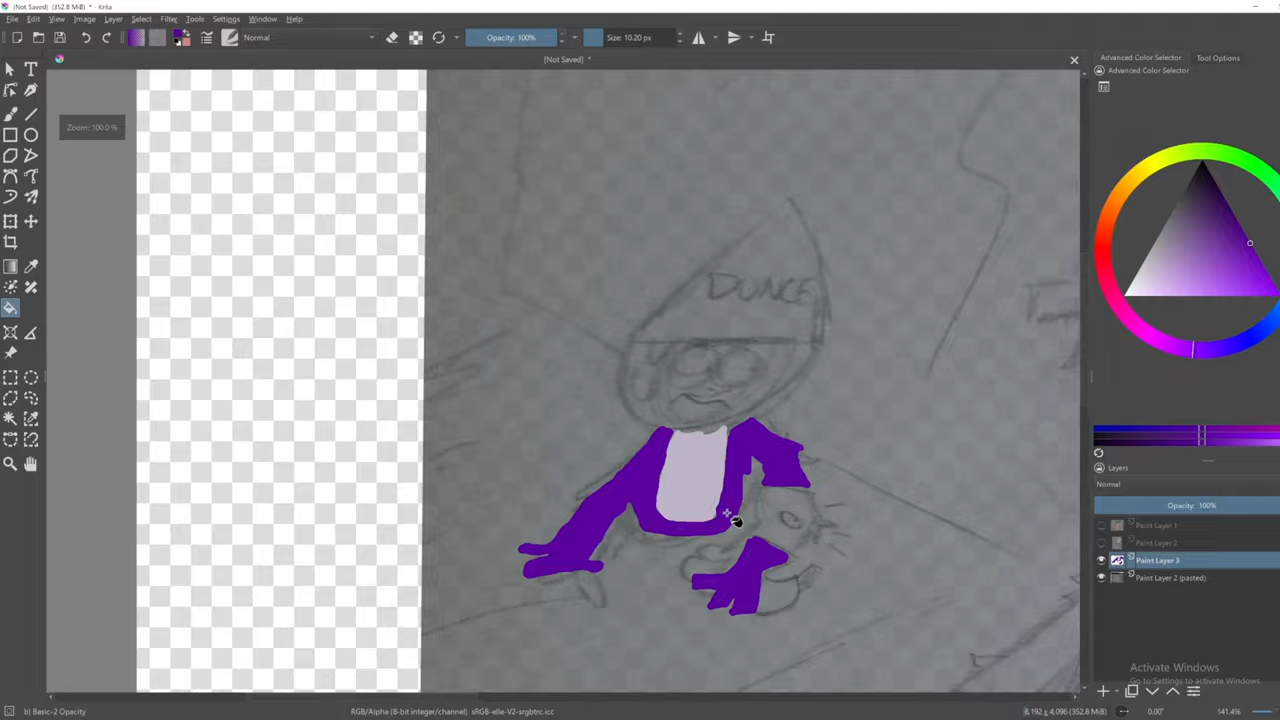 [Not Saved] (352.8 MiB) * - Krita
File Edit View Image Layer Select Filter Tools Settings Window Help
Normal
Opacity: 100%
Size: 10.20 px
[Not Saved] *
Advanced Color Selector
Tool Options
Advanced Color Selector
Zoom: 100.0 %
DUNCE
Layers
Normal
Opacity: 100%
Paint Layer 1
Paint Layer 2
Paint Layer 3
Paint Layer 2 (pasted)
Activate Windows
Go to Settings to activate Windows.
b) Basic-2 Opacity
RGB/Alpha (8-bit integer/channel) sRGB-elle-V2-srgbtrc.icc
8,192 x 4,096 (352.8 MiB)
0.00°
141.4%